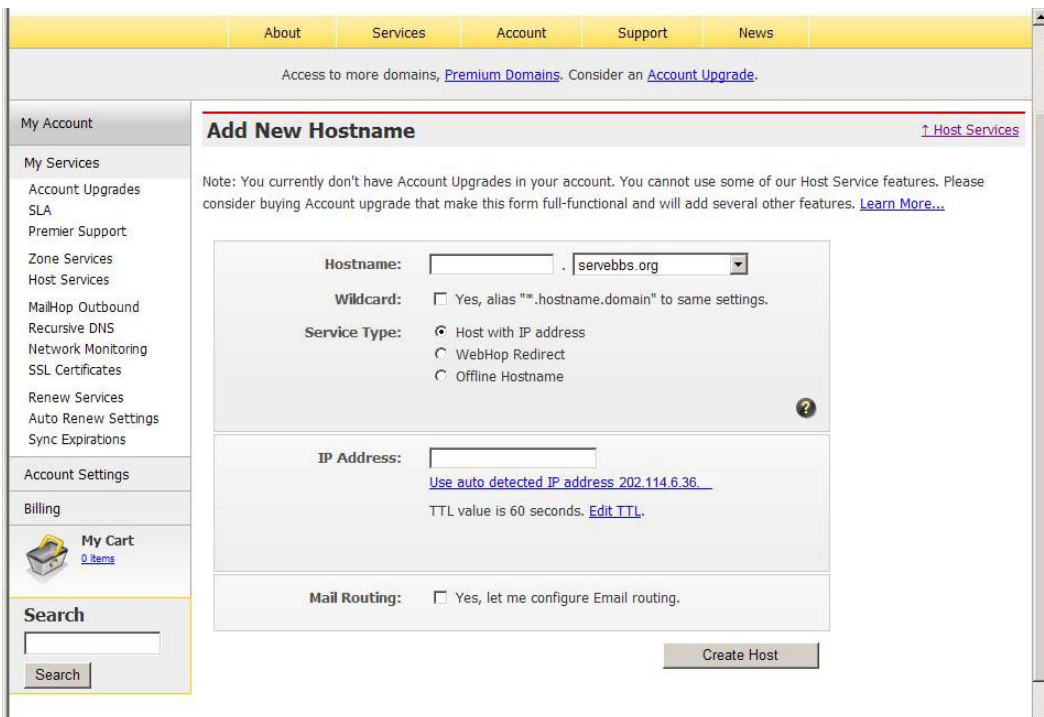 About Services Account Support News
Access to more domains, Premium Domains. Consider an Account Upgrade.
My Account
My Services
Account Upgrades
SLA
Premier Support
Zone Services
Host Services
MailHop Outbound
Recursive DNS
Network Monitoring
SSL Certificates
Renew Services
Auto Renew Settings
Sync Expirations
Account Settings
Billing
My Cart
0 items
Search
Search
Add New Hostname
↑ Host Services
Note: You currently don't have Account Upgrades in your account. You cannot use some of our Host Service features. Please
consider buying Account upgrade that make this form full-functional and will add several other features. Learn More...
Hostname: . servebbs.org
Wildcard: Yes, alias "*.hostname.domain" to same settings.
Service Type: Host with IP address
WebHop Redirect
Offline Hostname
?
IP Address:
Use auto detected IP address 202.114.6.36.
TTL value is 60 seconds. Edit TTL.
Mail Routing: Yes, let me configure Email routing.
Create Host